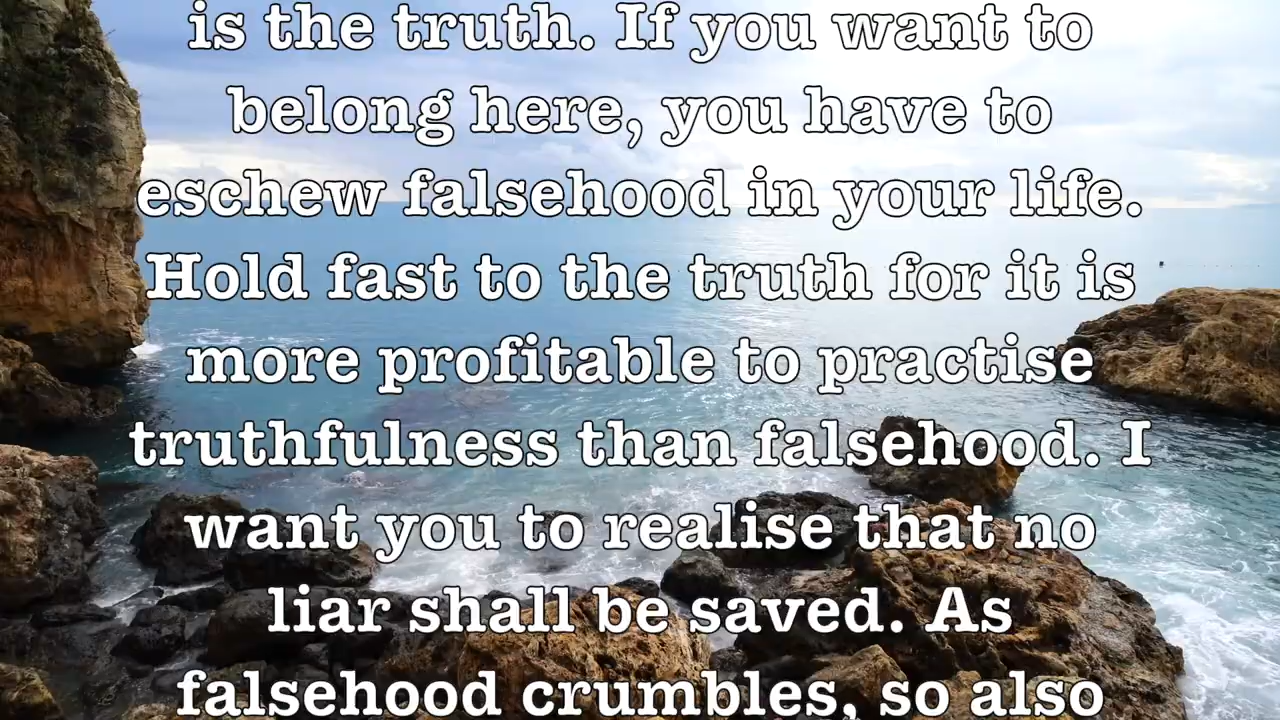 is the truth. If you want to
belong here, you have to
eschew falsehood in your life.
Hold fast to the truth for it is
more profitable to practise
truthfulness than falsehood. I
want you to realise that no
liar shall be saved. As
falsehood crumbles, so also